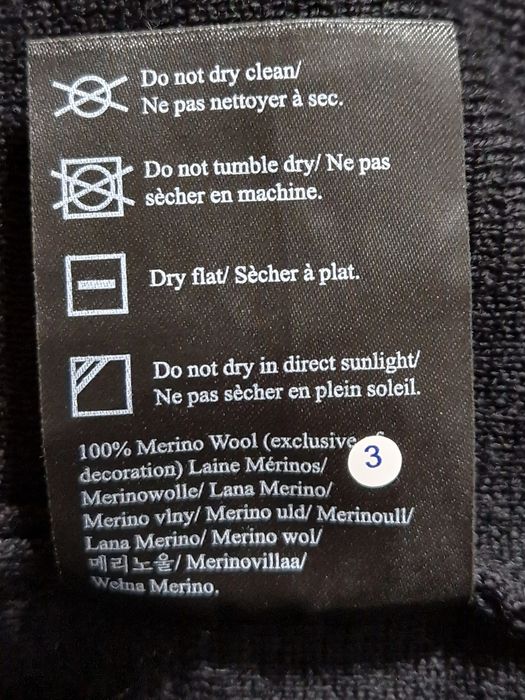 Do not dry clean/
Ne pas nettoyer à sec.
Do not tumble dry/ Ne pas
sècher en machine.
Dry flat/ Sècher à plat.
Do not dry in direct sunlight/
Ne pas sècher en plein soleil.
100% Merino Wool (exclusive
decoration) Laine Mérinos/
3
Merinowolle/ Lana Merino/
Merino vlny/ Merino uld/ Merinoull/
Lana Merino/ Merino wol/
메리노울/ Merinovillaa/
Wełna Merino.